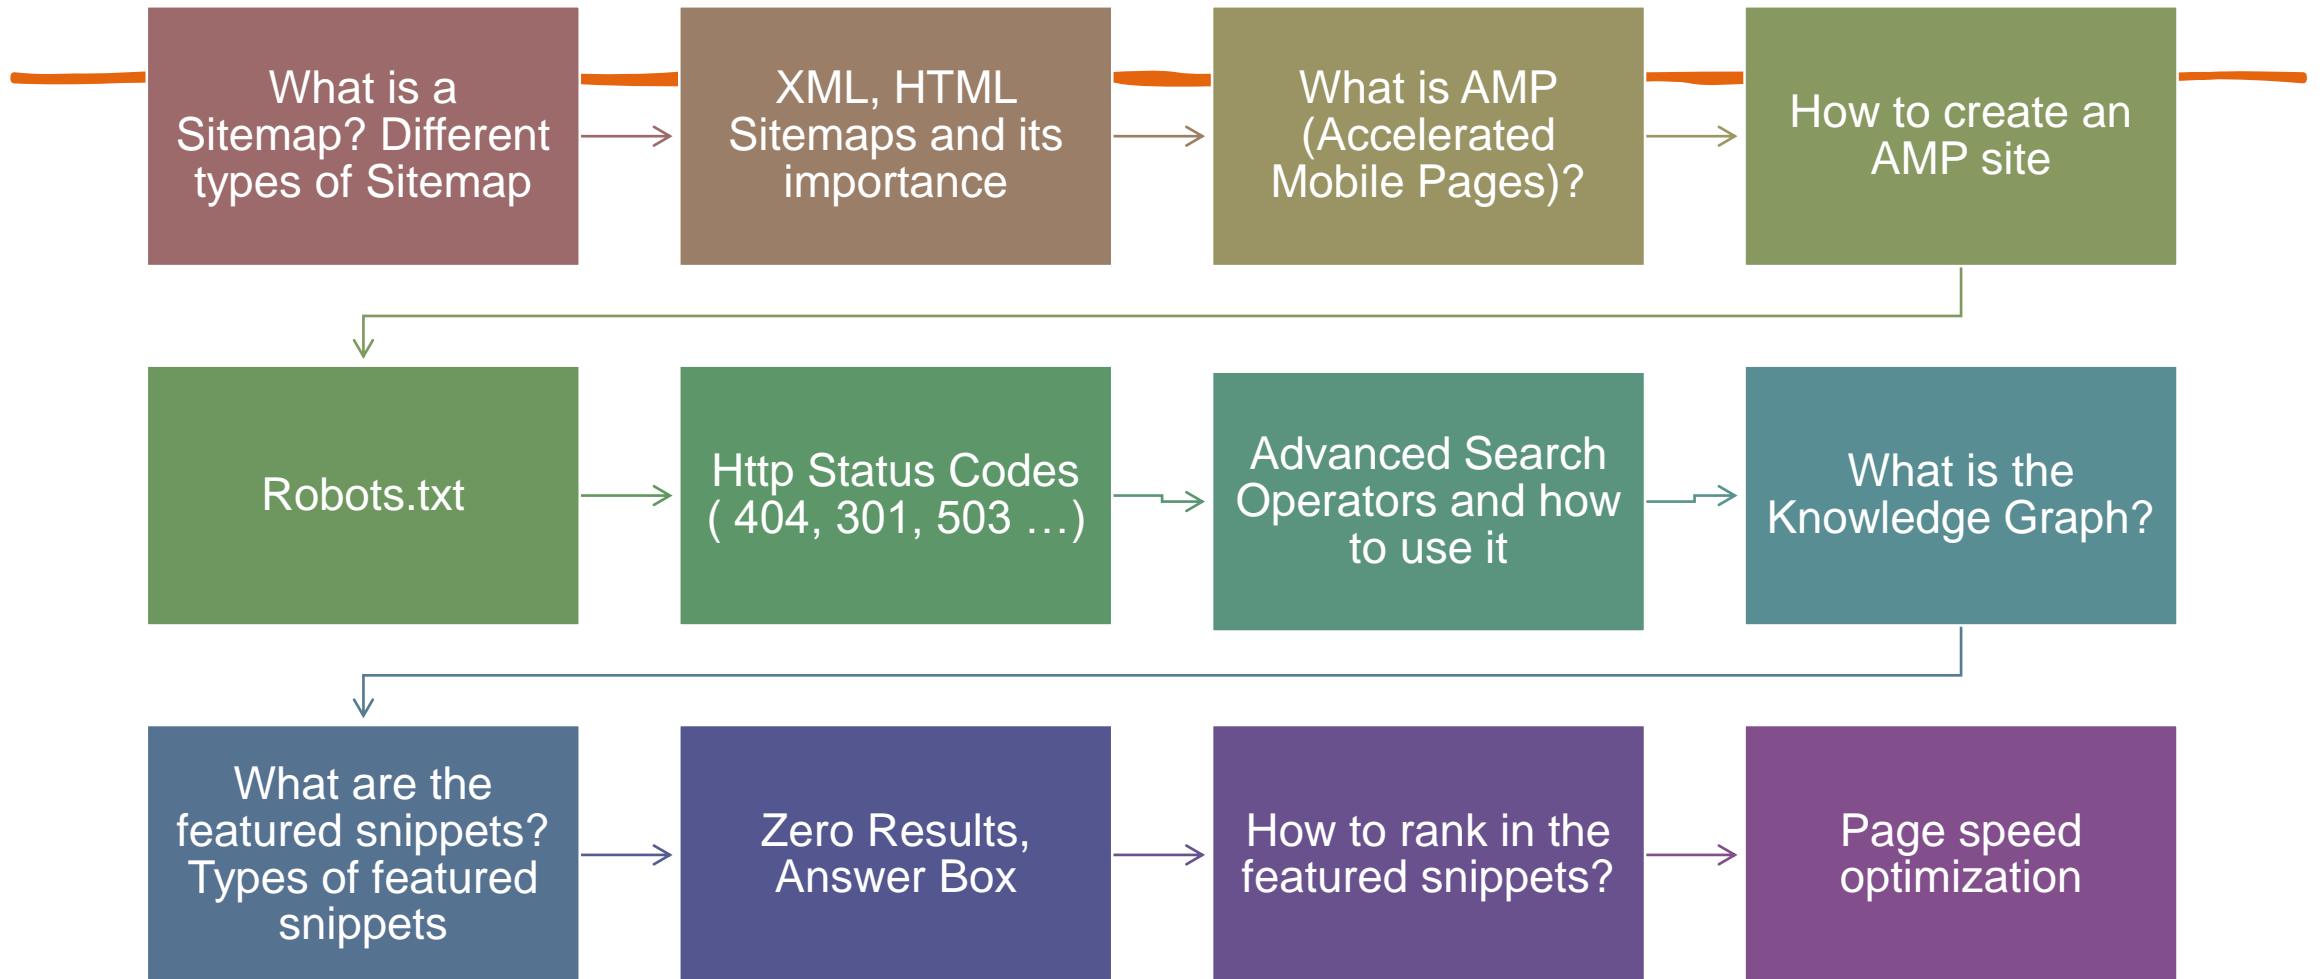 What is a
Sitemap? Different
types of Sitemap
XML, HTML
Sitemaps and its
importance
What is AMP
(Accelerated
Mobile Pages)?
How to create an
AMP site
Robots.txt
Http Status Codes
( 404, 301, 503 …)
Advanced Search
Operators and how
to use it
What is the
Knowledge Graph?
What are the
featured snippets?
Types of featured
snippets
Zero Results,
Answer Box
How to rank in the
featured snippets?
Page speed
optimization